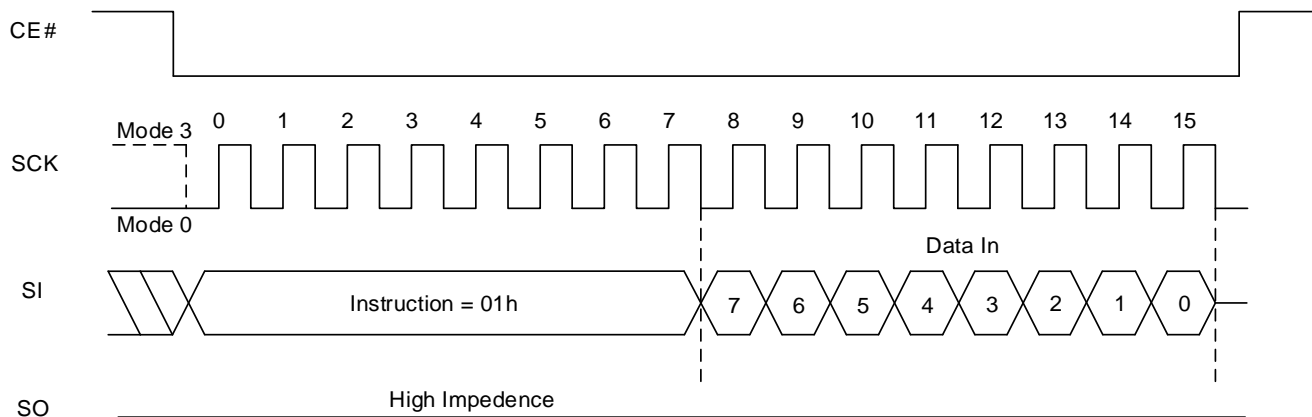 CE#
Mode 3
0 1 2 3 4 5 6 7 8 9 10 11 12 13 14 15
SCK
Mode 0
Data In
SI
Instruction = 01h
7 6 5 4 3 2 1 0
High Impedence
SO